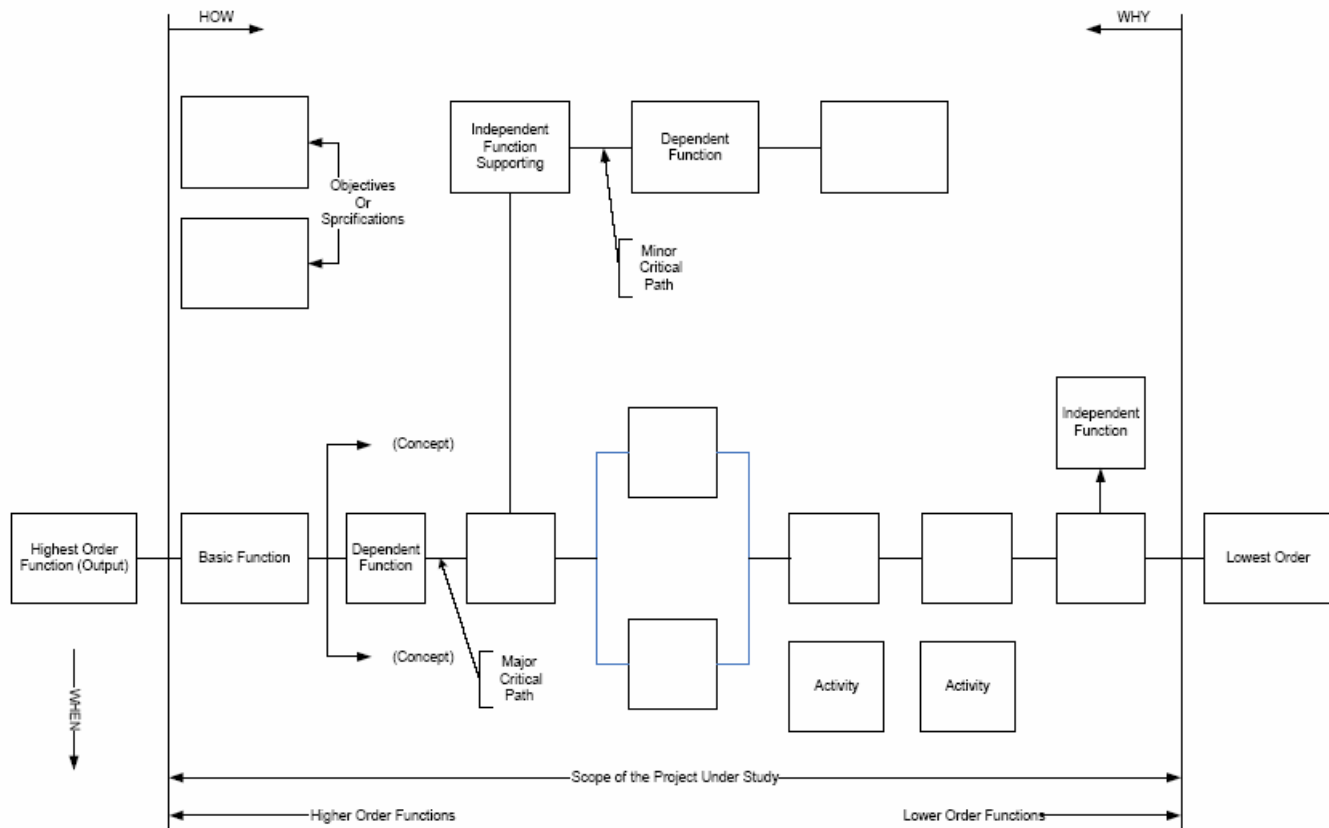 HOW
WHY
Independent
Function
Supporting
Dependent
Function
Objectives
Or
Sprcifications
Minor
Critical
Path
Independent
Function
(Concept)
Highest Order
Function (Output)
Basic Function
Dependent
Function
Lowest Order
(Concept)
Major
Critical
Path
Activity
Activity
WHEN
Scope of the Project Under Study
Higher Order Functions
Lower Order Functions